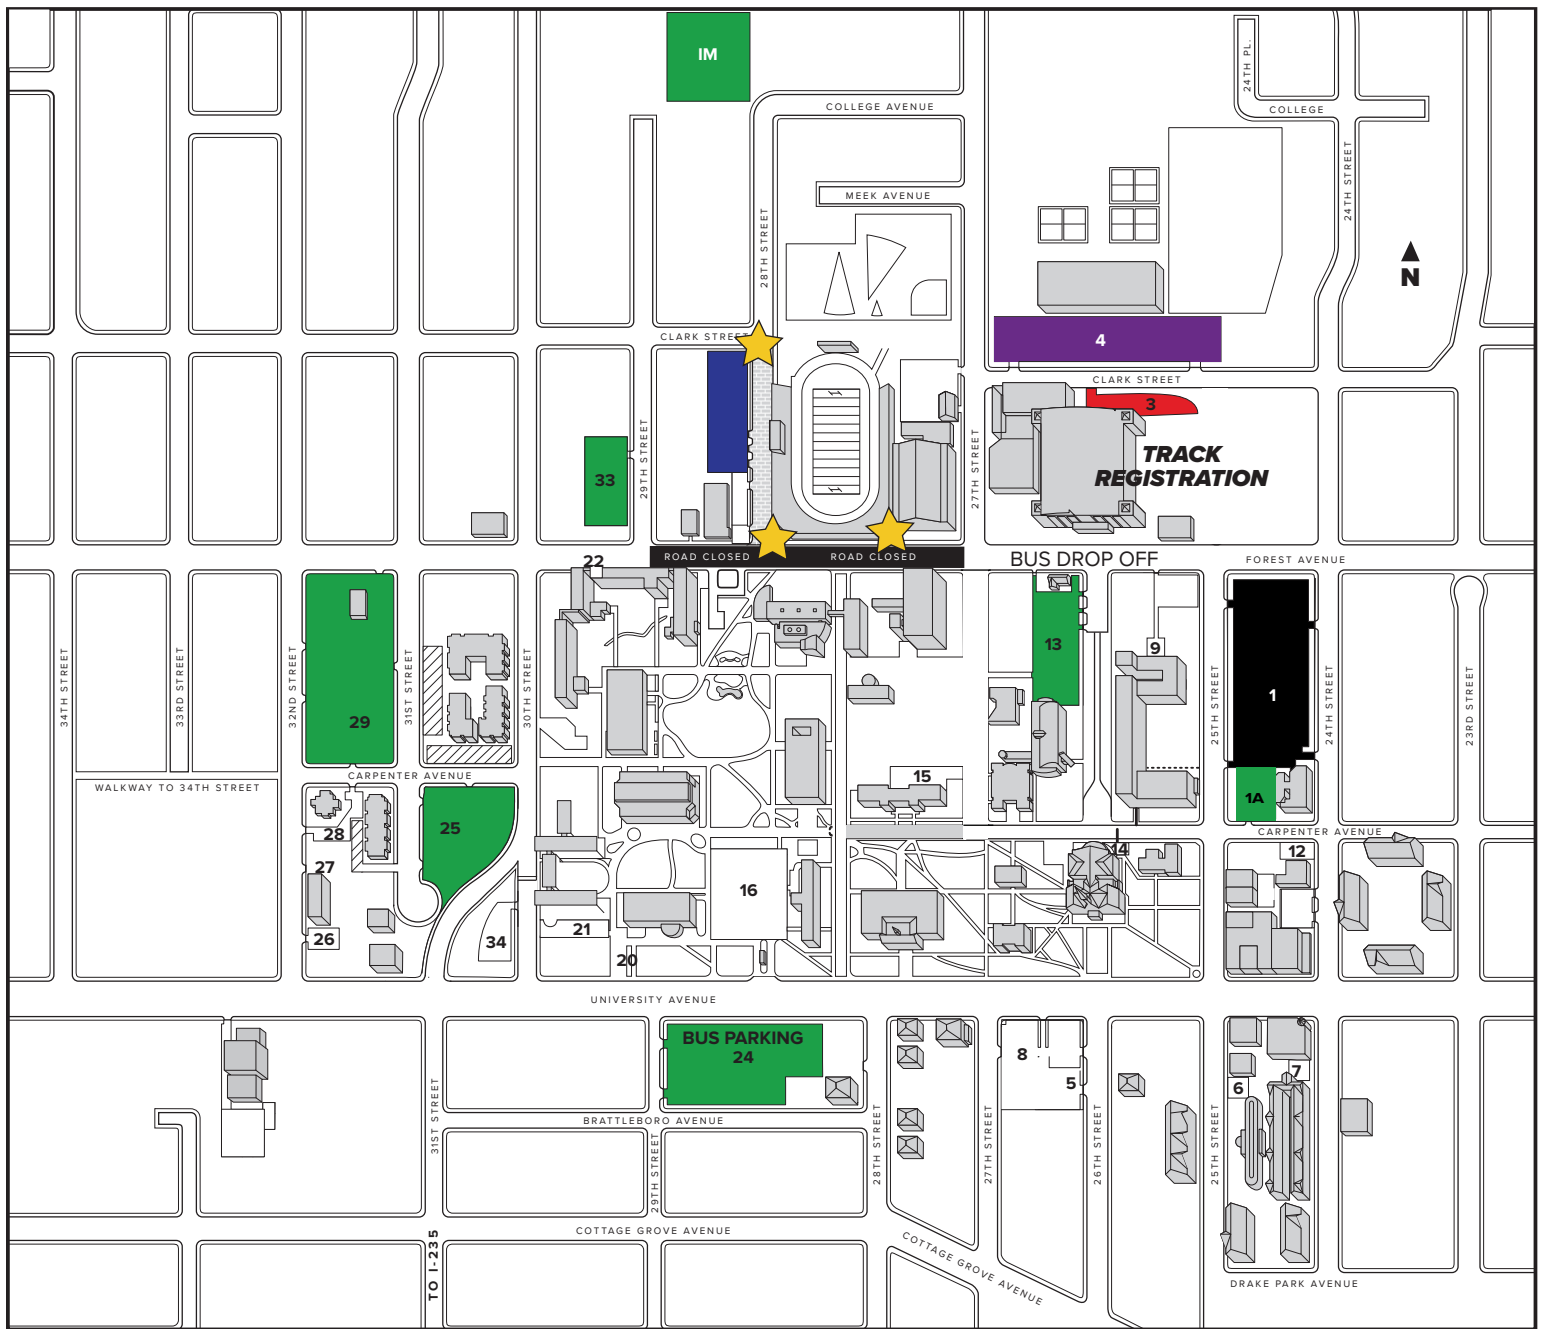 IM
COLLEGE AVENUE
24TH PL.
COLLEGE
MEEK AVENUE
24TH STREET
28TH STREET
N
CLARK STREET
4
CLARK STREET
3
TRACK
REGISTRATION
29TH STREET
27TH STREET
33
22
ROAD CLOSED
ROAD CLOSED
BUS DROP OFF
FOREST AVENUE
13
9
34TH STREET
33RD STREET
32ND STREET
31ST STREET
30TH STREET
25TH STREET
1
24TH STREET
23RD STREET
29
CARPENTER AVENUE
WALKWAY TO 34TH STREET
15
1A
25
28
CARPENTER AVENUE
14
12
27
16
26
34
21
20
UNIVERSITY AVENUE
BUS PARKING
24
8
5
7
6
31ST STREET
BRATTLEBORO AVENUE
29TH STREET
28TH STREET
27TH STREET
26TH STREET
25TH STREET
COTTAGE GROVE AVENUE
TO I-235
COTTAGE GROVE AVENUE
DRAKE PARK AVENUE